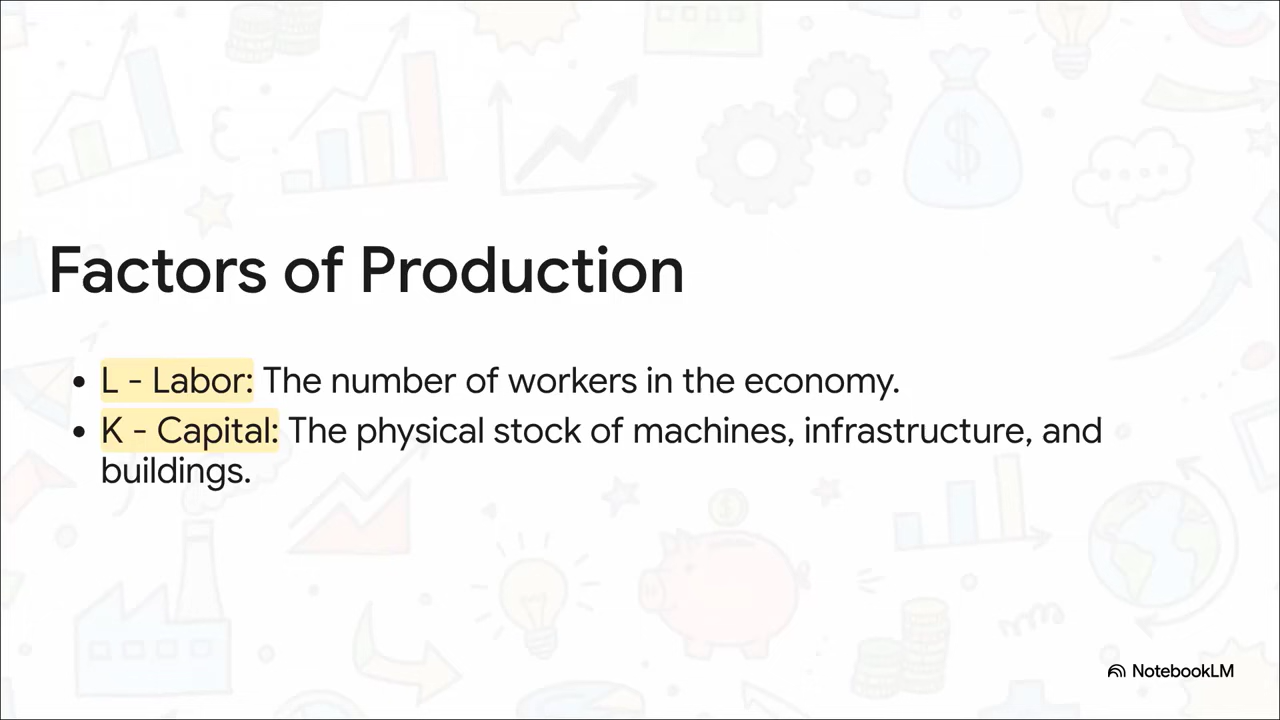 Factors of Production
• L - Labor: The number of workers in the economy.
• K - Capital: The physical stock of machines, infrastructure, and
buildings.
NotebookLM